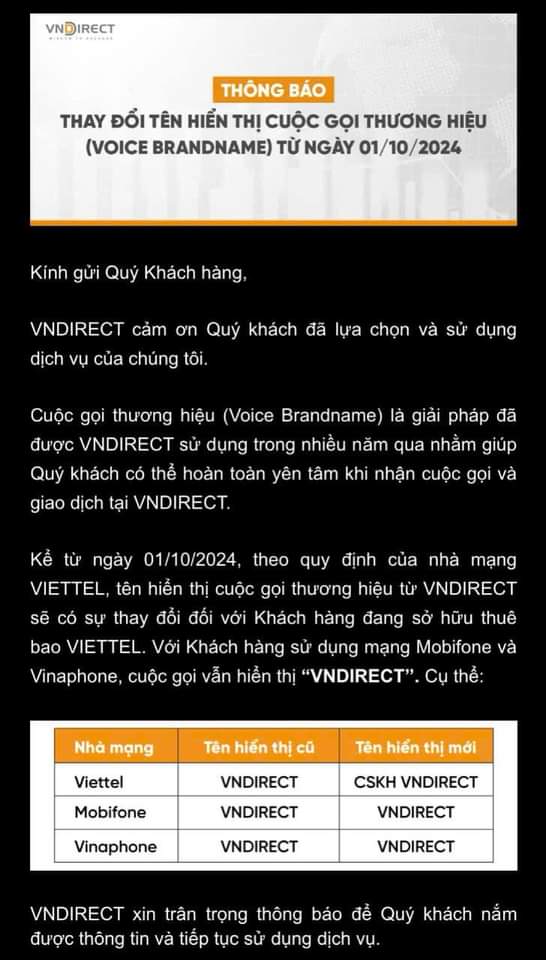 VNDIRECT
WISDOM TO SUCCESS
THÔNG BÁO
THAY ĐỔI TÊN HIỂN THỊ CUỘC GỌI THƯƠNG HIỆU
(VOICE BRANDNAME) TỪ NGÀY 01/10/2024
Kính gửi Quý Khách hàng,
VNDIRECT cảm ơn Quý khách đã lựa chọn và sử dụng
dịch vụ của chúng tôi.
Cuộc gọi thương hiệu (Voice Brandname) là giải pháp đã
được VNDIRECT sử dụng trong nhiều năm qua nhằm giúp
Quý khách có thể hoàn toàn yên tâm khi nhận cuộc gọi và
giao dịch tại VNDIRECT.
Kể từ ngày 01/10/2024, theo quy định của nhà mạng
VIETTEL, tên hiển thị cuộc gọi thương hiệu từ VNDIRECT
sẽ có sự thay đổi đối với Khách hàng đang sở hữu thuê
bao VIETTEL. Với Khách hàng sử dụng mạng Mobifone và
Vinaphone, cuộc gọi vẫn hiển thị “VNDIRECT”. Cụ thể:
Nhà mạng Tên hiển thị cũ Tên hiển thị mới
Viettel VNDIRECT CSKH VNDIRECT
Mobifone VNDIRECT VNDIRECT
Vinaphone VNDIRECT VNDIRECT
VNDIRECT xin trân trọng thông báo để Quý khách nắm
được thông tin và tiếp tục sử dụng dịch vụ.